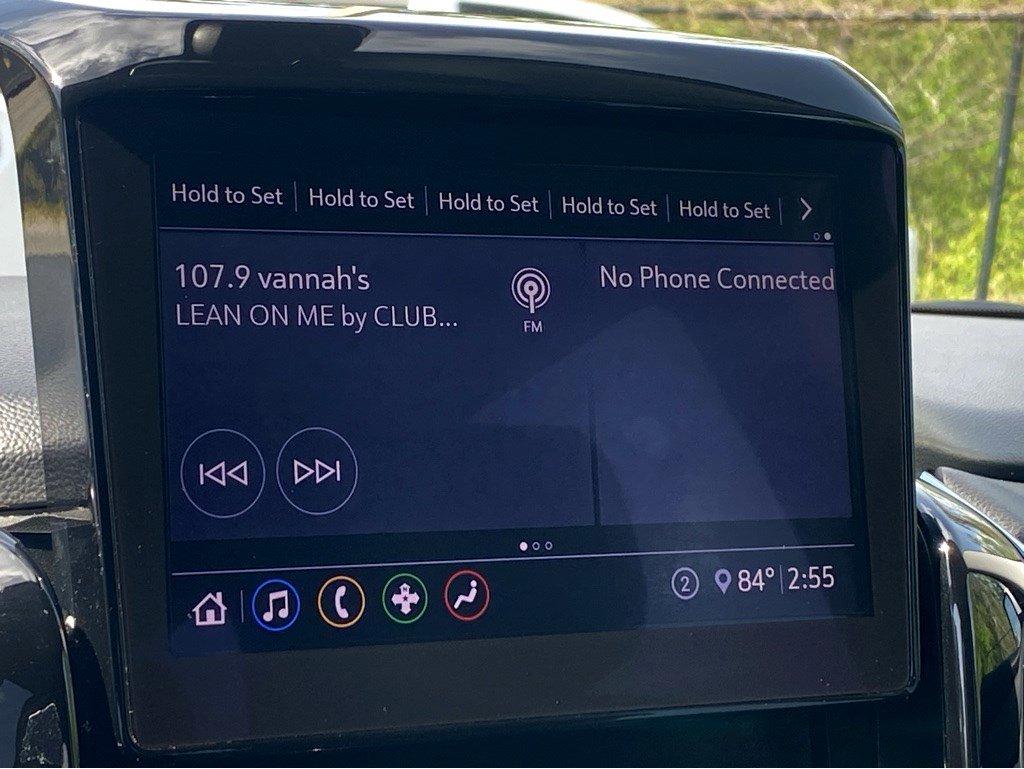 Hold to Set Hold to Set Hold to Set Hold to Set Hold to Set
107.9 vannah's
LEAN ON ME by CLUB...
FM
No Phone Connected
2 84° 2:55